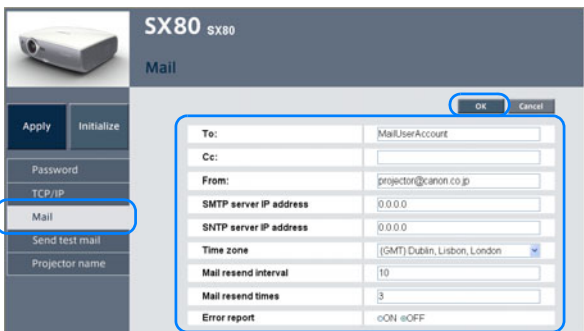 SX80 SX80
Mail
OK Cancel
Apply Initialize
Password
TCP/IP
Mail
Send test mail
Projector name
To: MailUserAccount
Cc:
From: projector@canon.co.jp
SMTP server IP address 0.0.0.0
SNTP server IP address 0.0.0.0
Time zone (GMT) Dublin, Lisbon, London
Mail resend interval 10
Mail resend times 3
Error report ON OFF